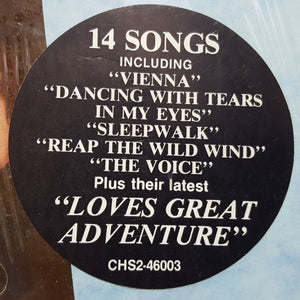 14 SONGS
INCLUDING
"VIENNA"
"DANCING WITH TEARS
IN MY EYES"
"SLEEPWALK"
"REAP THE WILD WIND"
"THE VOICE"
Plus their latest
"LOVES GREAT
ADVENTURE"
CHS2-46003